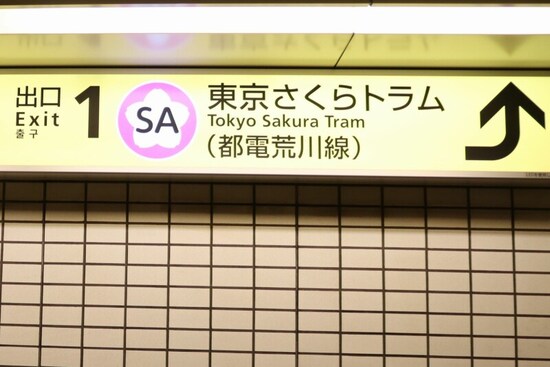 出口
Exit
출구
1
SA
東京さくらトラム
Tokyo Sakura Tram
(都電荒川線)